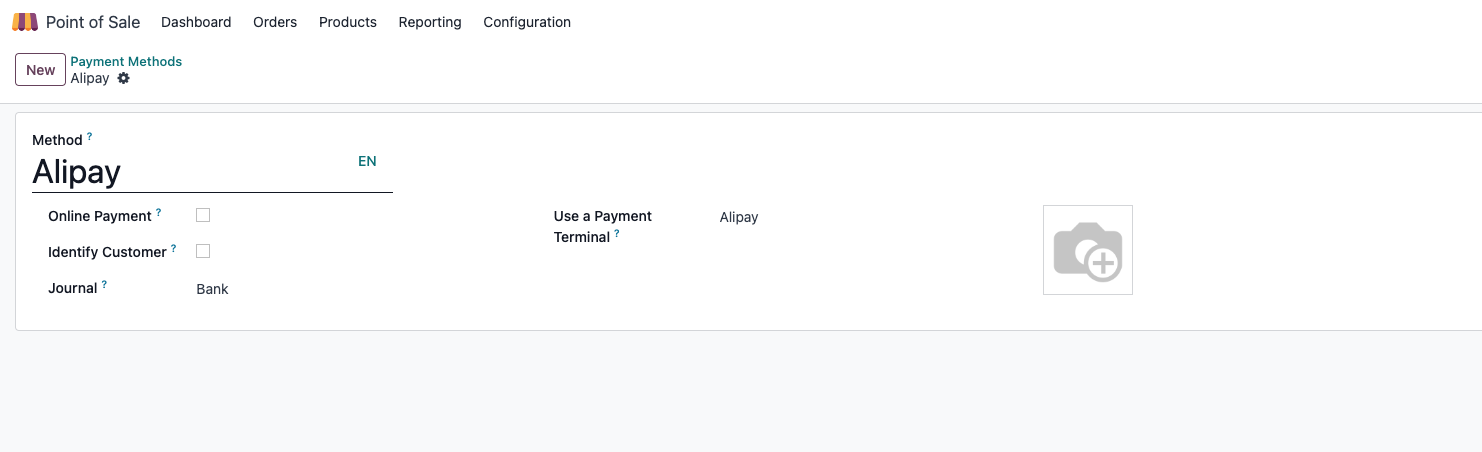 Point of Sale Dashboard Orders Products Reporting Configuration
New
Payment Methods
Alipay
Method ?
Alipay EN
Online Payment ?
Identify Customer ?
Journal ? Bank
Use a Payment Terminal ? Alipay